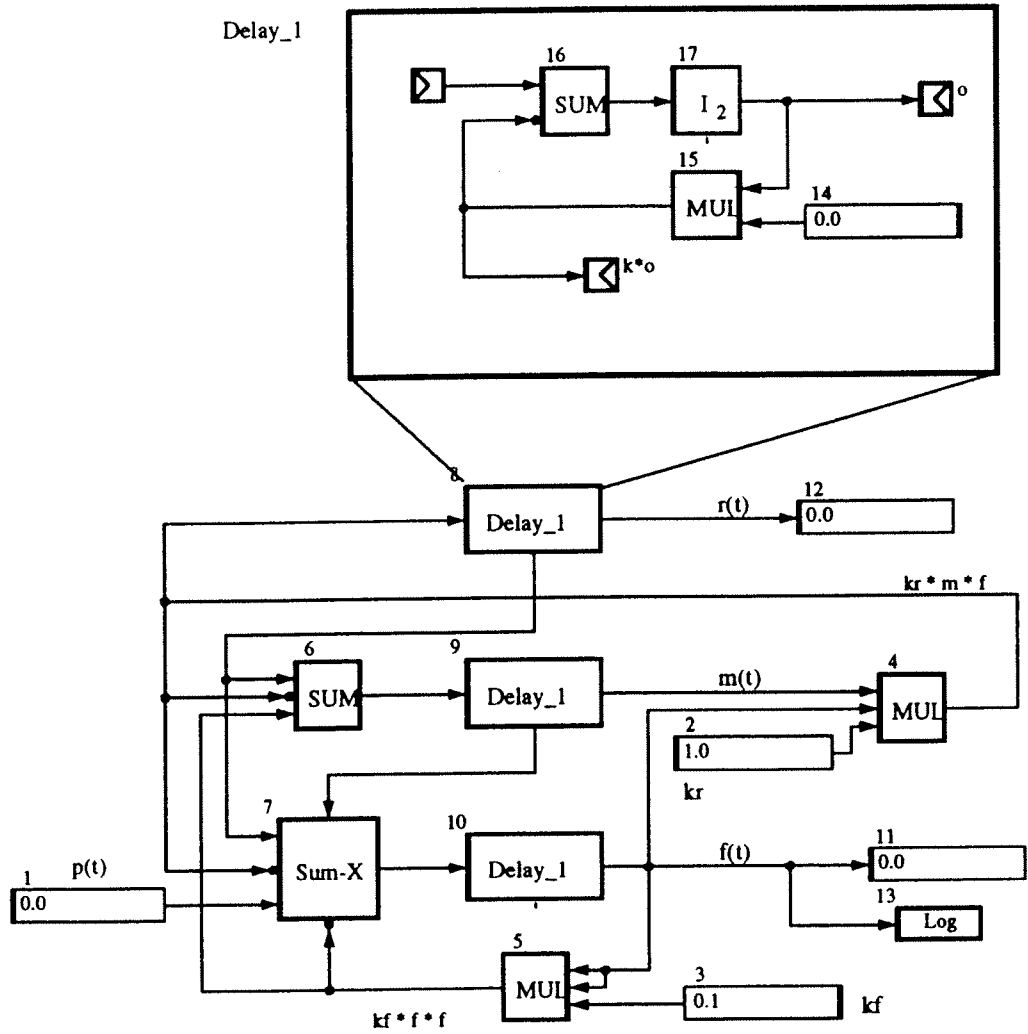 Delay_1
16
SUM
17
I 2
o
15
MUL
14
0.0
k*o
8
Delay_1
r(t)
12
0.0
kr * m * f
6
SUM
9
Delay_1
m(t)
4
MUL
2
1.0
kr
7
Sum-X
10
Delay_1
f(t)
11
0.0
p(t)
1
0.0
13
Log
5
MUL
3
0.1
kf
kf * f * f